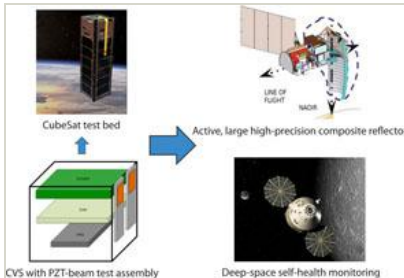 CubeSat test bed
LINE OF
FLIGHT
NADIR
Active, large high-precision composite reflecto
CVS with PZT-beam test assembly
Deep-space self-health monitoring